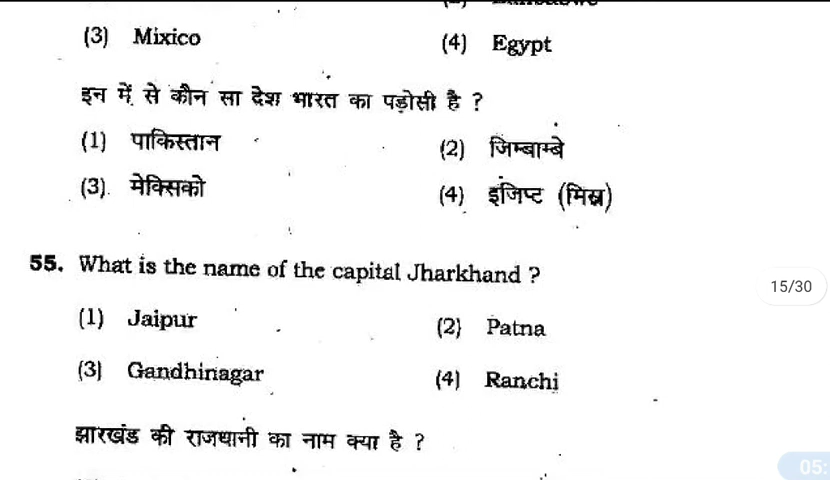 (3) Mixico (4) Egypt
इन में से कौन सा देश भारत का पड़ोसी है ?
(1) पाकिस्तान (2) जिम्बाम्बे
(3) मेक्सिको (4) इजिप्ट (मिस्र)
55. What is the name of the capital Jharkhand ?
15/30
(1) Jaipur (2) Patna
(3) Gandhinagar (4) Ranchi
झारखंड की राजधानी का नाम क्या है ?
05: